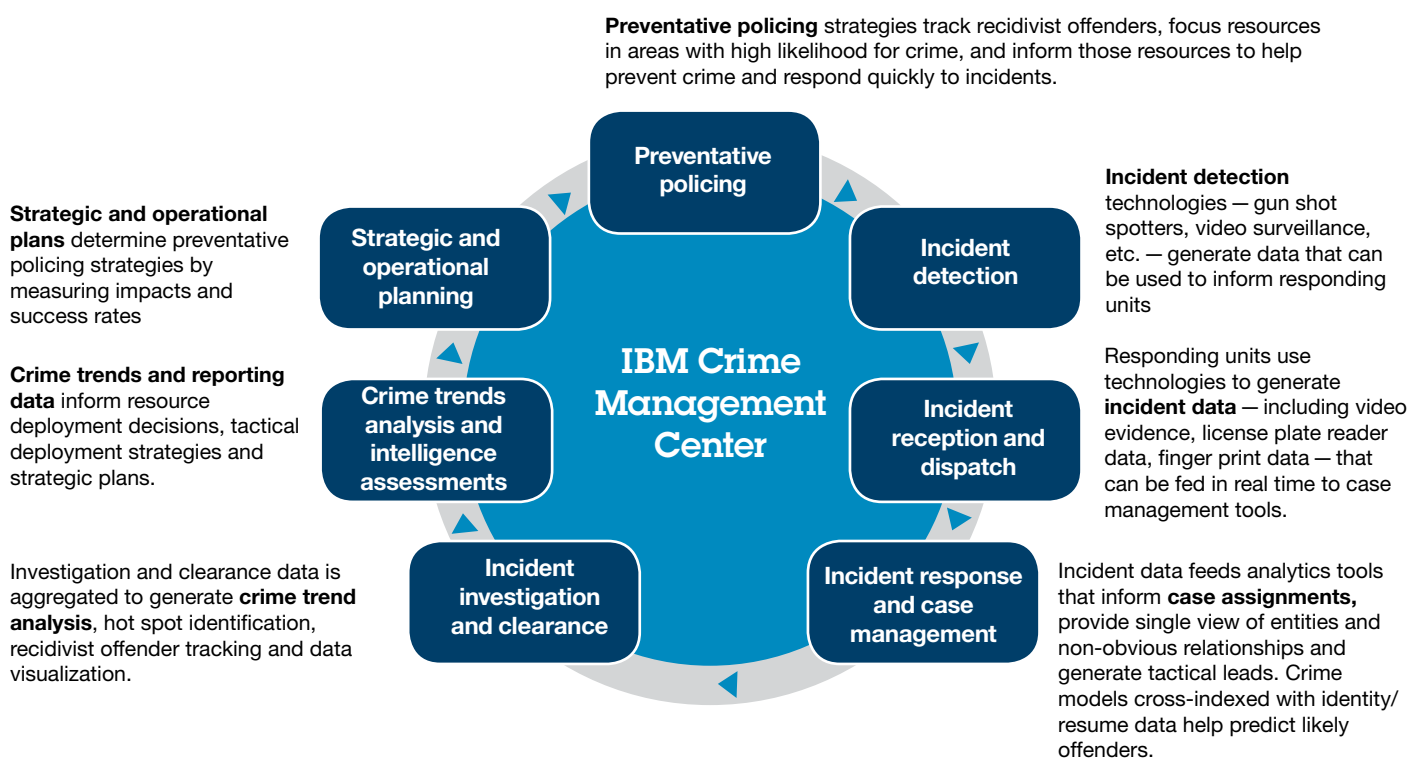 Preventative policing strategies track recidivist offenders, focus resources
in areas with high likelihood for crime, and inform those resources to help
prevent crime and respond quickly to incidents.
Preventative
policing
Incident detection
technologies — gun shot
spotters, video surveillance,
etc. — generate data that can
be used to inform responding
units
Incident
detection
Responding units use
technologies to generate
incident data — including video
evidence, license plate reader
data, finger print data — that
can be fed in real time to case
management tools.
Incident
reception and
dispatch
Incident data feeds analytics tools
that inform case assignments,
provide single view of entities and
non-obvious relationships and
generate tactical leads. Crime
models cross-indexed with identity/
resume data help predict likely
offenders.
Incident response
and case
management
Incident
investigation
and clearance
Investigation and clearance data is
aggregated to generate crime trend
analysis, hot spot identification,
recidivist offender tracking and data
visualization.
Crime trends
analysis and
intelligence
assessments
Crime trends and reporting
data inform resource
deployment decisions, tactical
deployment strategies and
strategic plans.
Strategic and
operational
planning
Strategic and operational
plans determine preventative
policing strategies by
measuring impacts and
success rates
IBM Crime
Management
Center